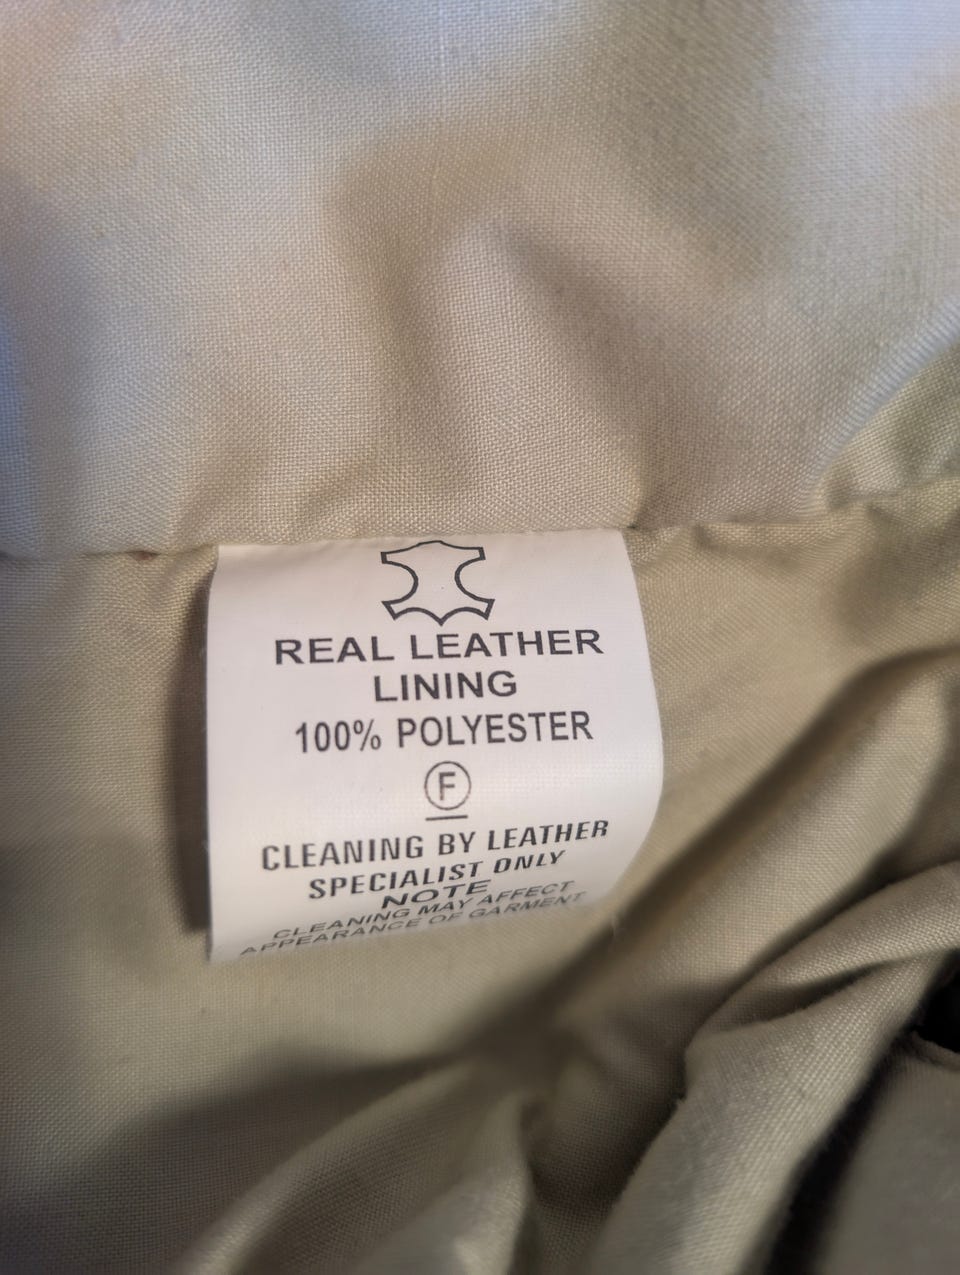 REAL LEATHER
LINING
100% POLYESTER
F
CLEANING BY LEATHER
SPECIALIST ONLY
NOTE
CLEANING MAY AFFECT
APPEARANCE OF GARMENT